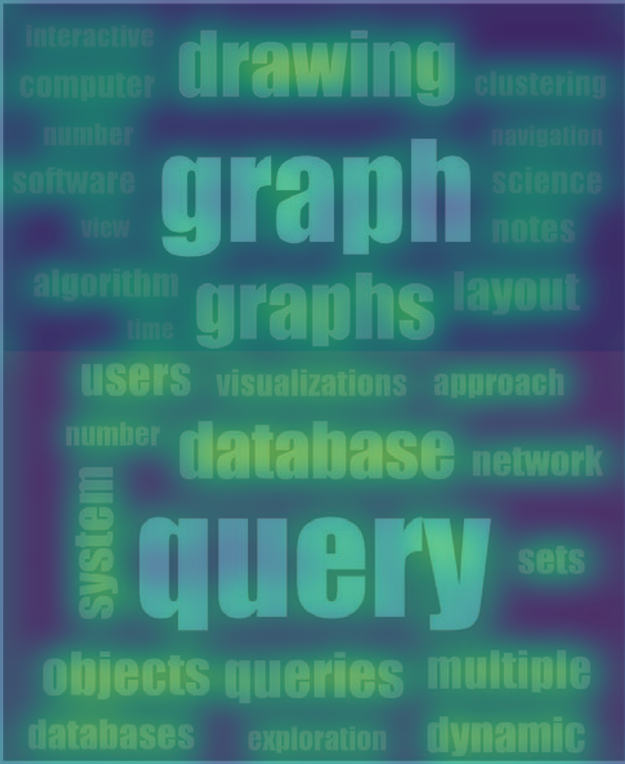 interactive drawing
computer clustering
number navigation
graph
software science
view notes
algorithm graphs layout
time
users visualizations approach
number database network
system
query sets
objects queries multiple
databases exploration dynamic